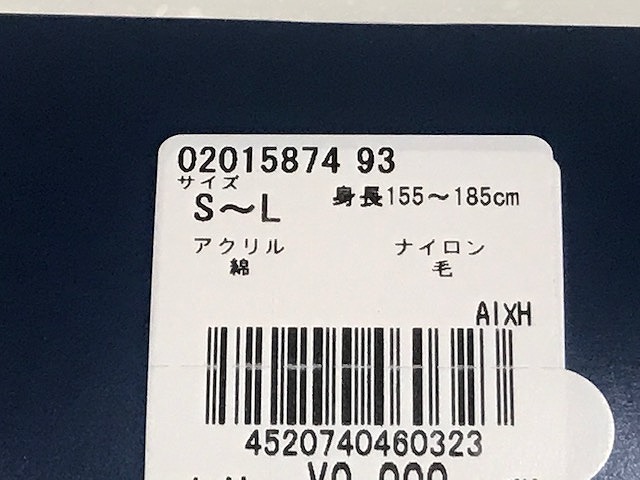 02015874 93
サイズ
S～L 身長155～185cm
アクリル ナイロン
綿 毛
AIXH
4520740460323